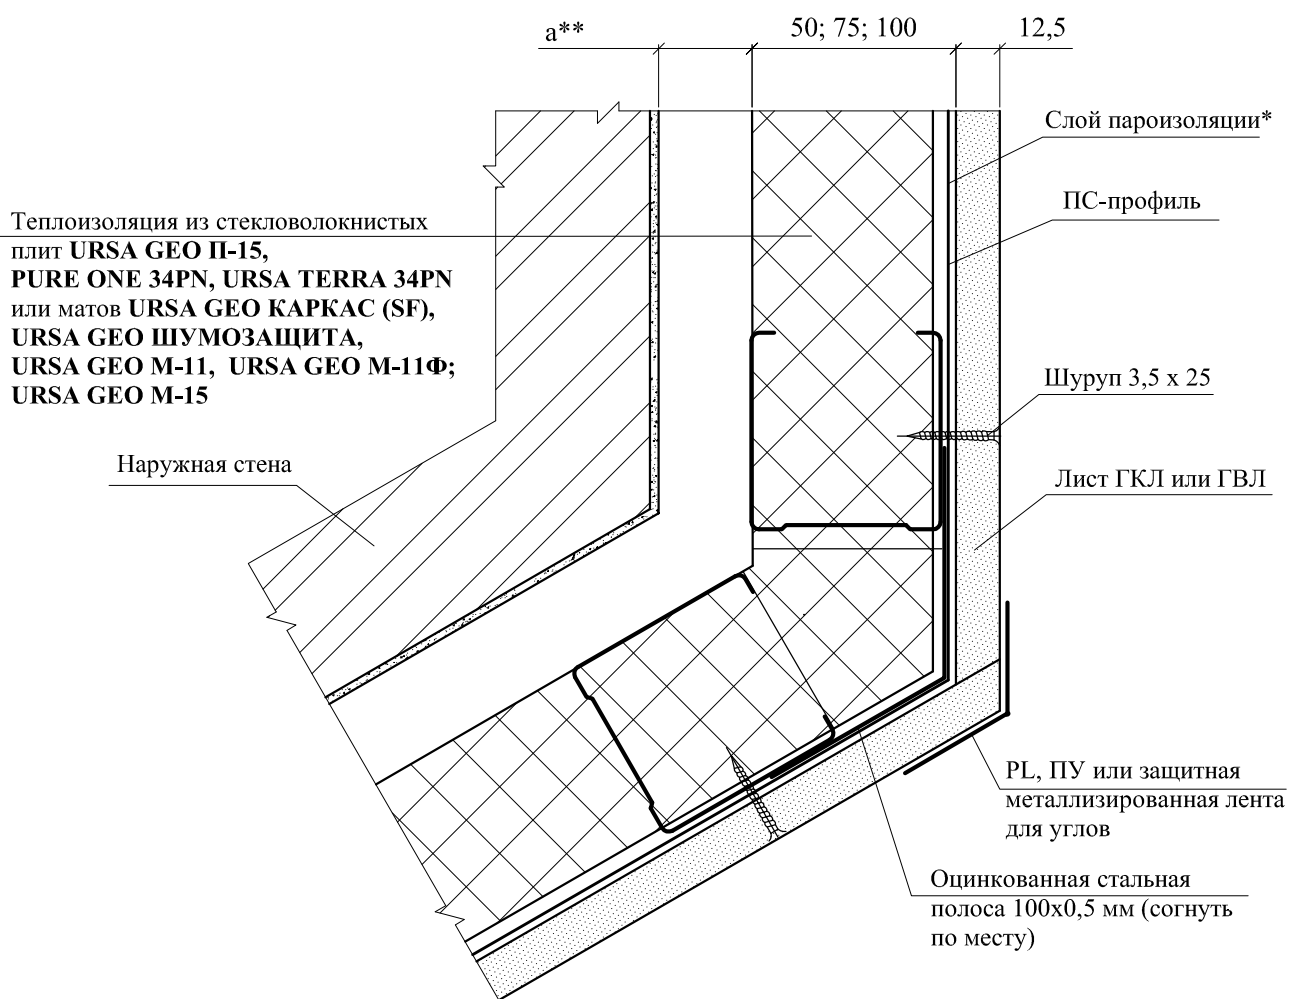 a**
50; 75; 100
12,5
Слой пароизоляции*
ПС-профиль
Теплоизоляция из стекловолокнистых
плит URSA GEO П-15,
PURE ONE 34PN, URSA TERRA 34PN
или матов URSA GEO КАРКАС (SF),
URSA GEO ШУМОЗАЩИТА,
URSA GEO М-11, URSA GEO М-11Ф;
URSA GEO М-15
Шуруп 3,5 x 25
Наружная стена
Лист ГКЛ или ГВЛ
PL, ПУ или защитная
металлизированная лента
для углов
Оцинкованная стальная
полоса 100х0,5 мм (согнуть
по месту)